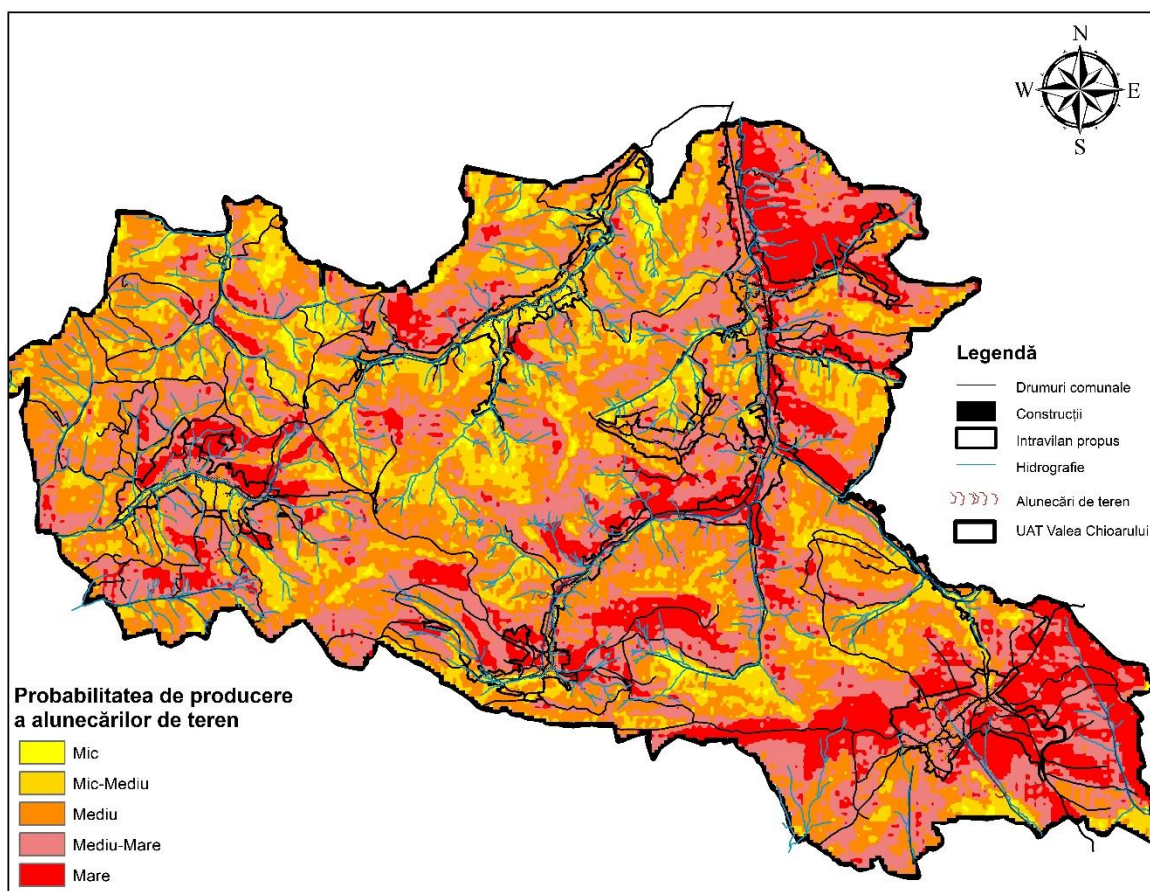 N
W
E
S
Legendă
Drumuri comunale
Construcții
Intravilan propus
Hidrografie
Alunecări de teren
UAT Valea Chioarului
Probabilitatea de producere
a alunecărilor de teren
Mic
Mic-Mediu
Mediu
Mediu-Mare
Mare